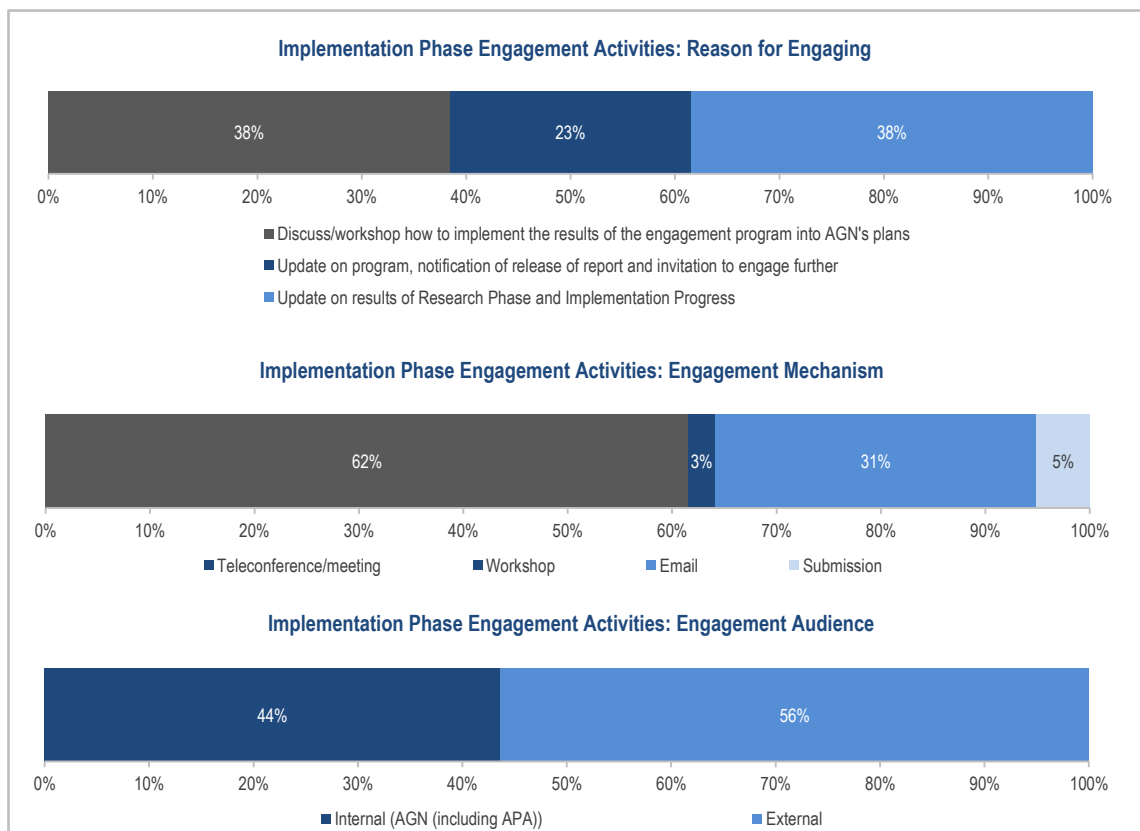 Implementation Phase Engagement Activities: Reason for Engaging
38% 23% 38%
0% 10% 20% 30% 40% 50% 60% 70% 80% 90% 100%
Discuss/workshop how to implement the results of the engagement program into AGN's plans
Update on program, notification of release of report and invitation to engage further
Update on results of Research Phase and Implementation Progress
Implementation Phase Engagement Activities: Engagement Mechanism
62% 3% 31% 5%
0% 10% 20% 30% 40% 50% 60% 70% 80% 90% 100%
Teleconference/meeting Workshop Email Submission
Implementation Phase Engagement Activities: Engagement Audience
44% 56%
0% 10% 20% 30% 40% 50% 60% 70% 80% 90% 100%
Internal (AGN (including APA)) External